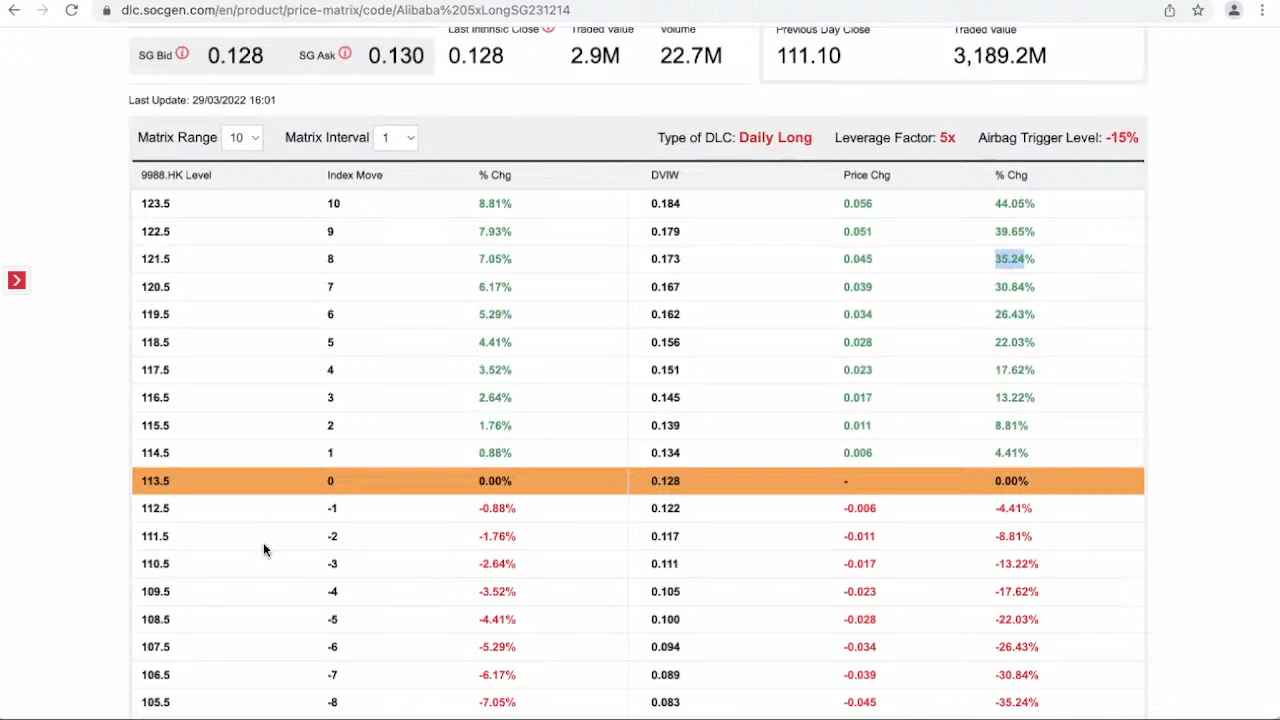 dlc.socgen.com/en/product/price-matrix/code/Alibaba%205xLongSG231214
Last Intrinsic Close Traded Value Volume Previous Day Close Traded Value
SG Bid 0.128 SG Ask 0.130 0.128 2.9M 22.7M 111.10 3,189.2M
Last Update: 29/03/2022 16:01
Matrix Range 10 Matrix Interval 1 Type of DLC: Daily Long Leverage Factor: 5x Airbag Trigger Level: -15%
9988.HK Level Index Move % Chg DVIW Price Chg % Chg
123.5 10 8.81% 0.184 0.056 44.05%
122.5 9 7.93% 0.179 0.051 39.65%
121.5 8 7.05% 0.173 0.045 35.24%
120.5 7 6.17% 0.167 0.039 30.84%
119.5 6 5.29% 0.162 0.034 26.43%
118.5 5 4.41% 0.156 0.028 22.03%
117.5 4 3.52% 0.151 0.023 17.62%
116.5 3 2.64% 0.145 0.017 13.22%
115.5 2 1.76% 0.139 0.011 8.81%
114.5 1 0.88% 0.134 0.006 4.41%
113.5 0 0.00% 0.128 - 0.00%
112.5 -1 -0.88% 0.122 -0.006 -4.41%
111.5 -2 -1.76% 0.117 -0.011 -8.81%
110.5 -3 -2.64% 0.111 -0.017 -13.22%
109.5 -4 -3.52% 0.105 -0.023 -17.62%
108.5 -5 -4.41% 0.100 -0.028 -22.03%
107.5 -6 -5.29% 0.094 -0.034 -26.43%
106.5 -7 -6.17% 0.089 -0.039 -30.84%
105.5 -8 -7.05% 0.083 -0.045 -35.24%